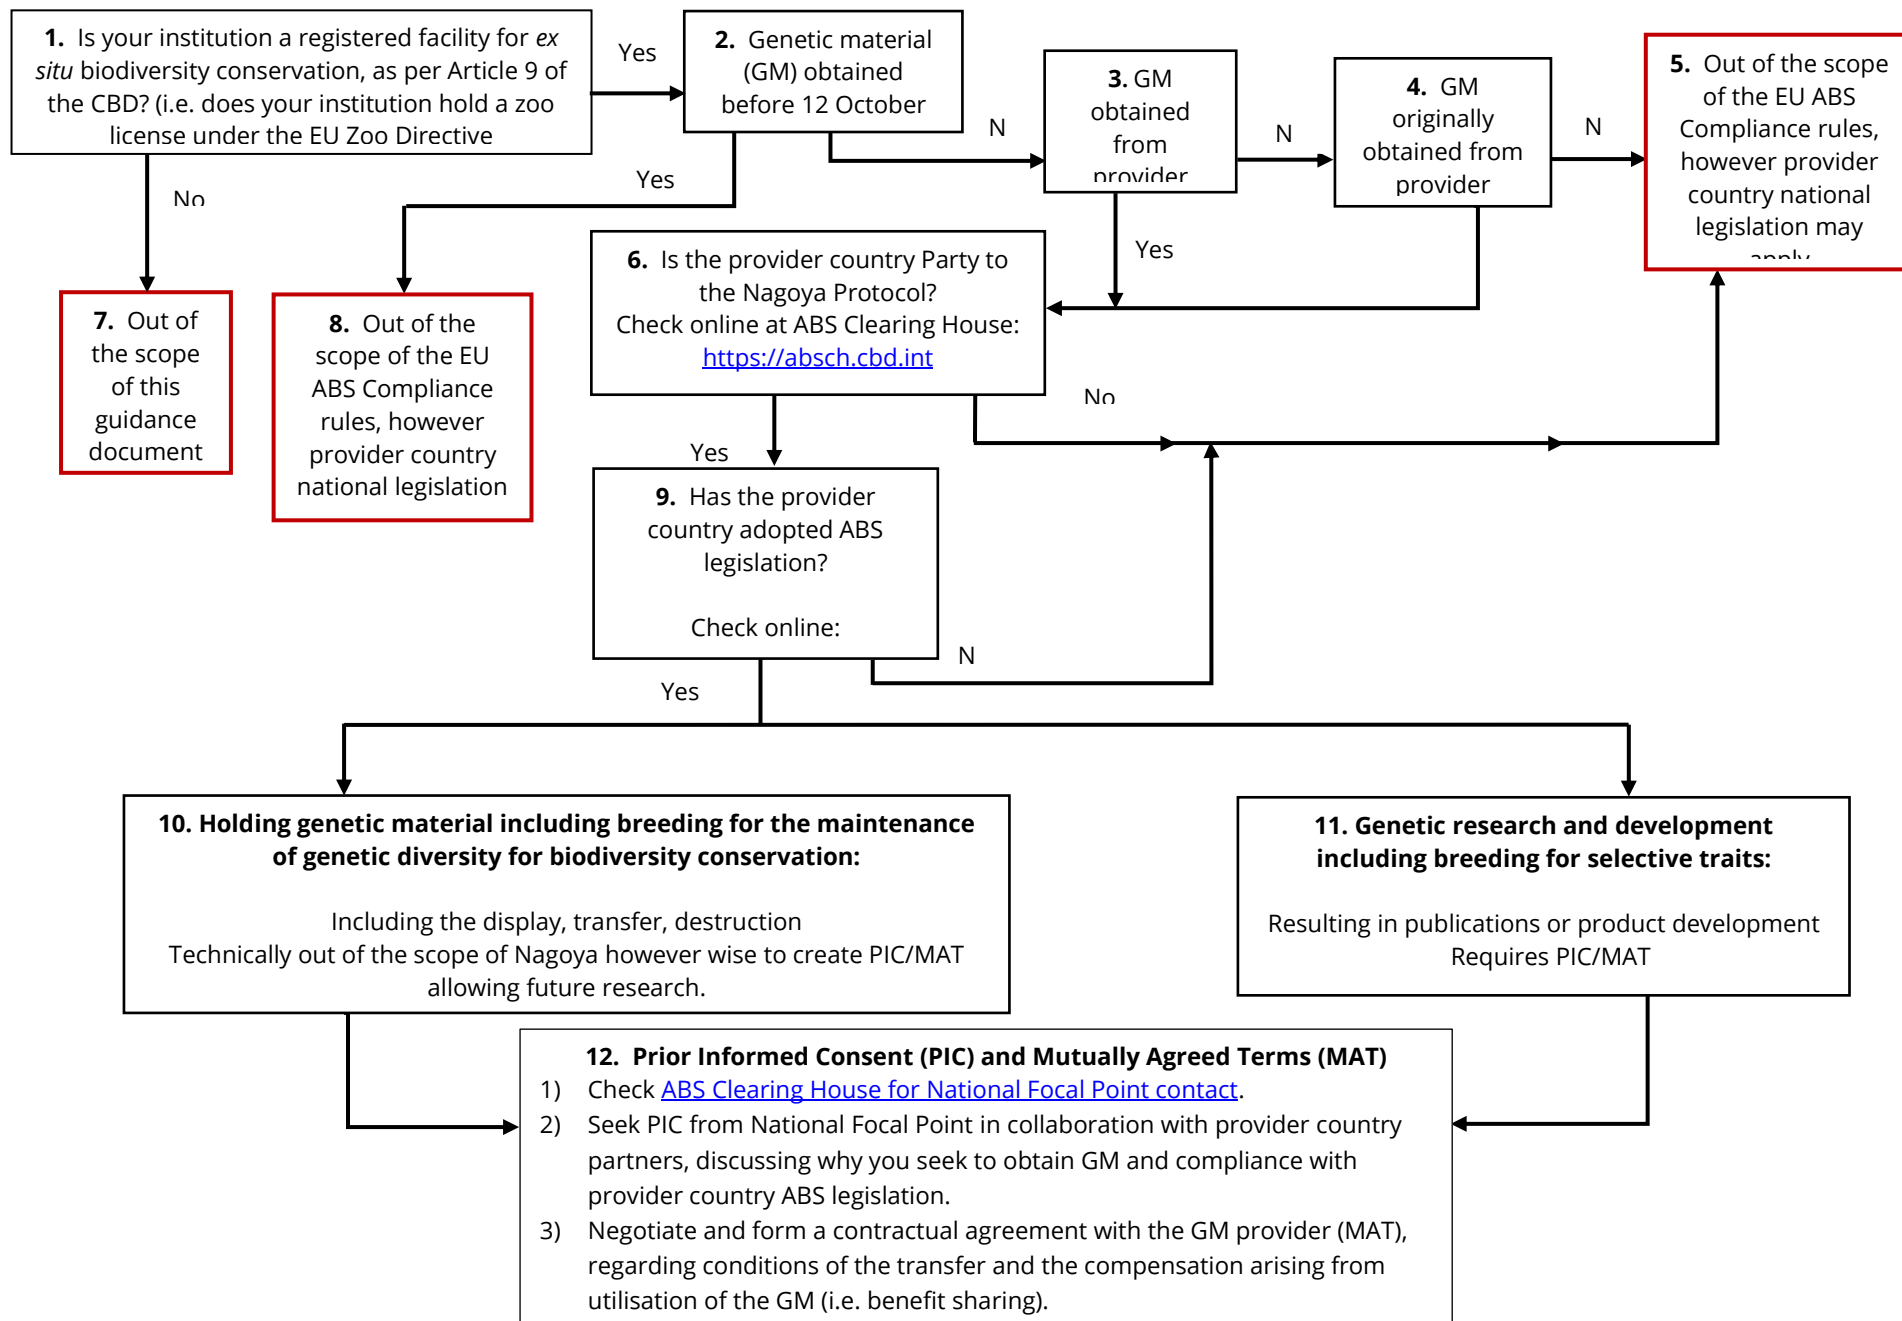 1. Is your institution a registered facility for ex
situ biodiversity conservation, as per Article 9 of
the CBD? (i.e. does your institution hold a zoo
license under the EU Zoo Directive
Yes
2. Genetic material
(GM) obtained
before 12 October
N
3. GM
obtained
from
provider
N
4. GM
originally
obtained from
provider
N
5. Out of the scope
of the EU ABS
Compliance rules,
however provider
country national
legislation may
apply
No
Yes
Yes
6. Is the provider country Party to
the Nagoya Protocol?
Check online at ABS Clearing House:
https://absch.cbd.int
7. Out of
the scope
of this
guidance
document
8. Out of the
scope of the EU
ABS Compliance
rules, however
provider country
national legislation
No
Yes
9. Has the provider
country adopted ABS
legislation?
Check online:
N
Yes
10. Holding genetic material including breeding for the maintenance
of genetic diversity for biodiversity conservation:
Including the display, transfer, destruction
Technically out of the scope of Nagoya however wise to create PIC/MAT
allowing future research.
11. Genetic research and development
including breeding for selective traits:
Resulting in publications or product development
Requires PIC/MAT
12. Prior Informed Consent (PIC) and Mutually Agreed Terms (MAT)
1) Check ABS Clearing House for National Focal Point contact.
2) Seek PIC from National Focal Point in collaboration with provider country
partners, discussing why you seek to obtain GM and compliance with
provider country ABS legislation.
3) Negotiate and form a contractual agreement with the GM provider (MAT),
regarding conditions of the transfer and the compensation arising from
utilisation of the GM (i.e. benefit sharing).